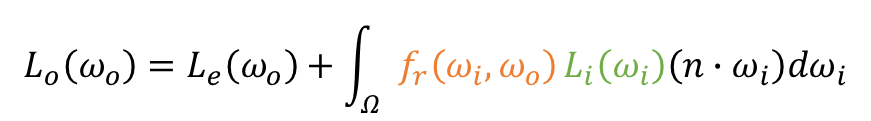 L_o(ω_o) = L_e(ω_o) + ∫_Ω f_r(ω_i, ω_o) L_i(ω_i)(n · ω_i)dω_i